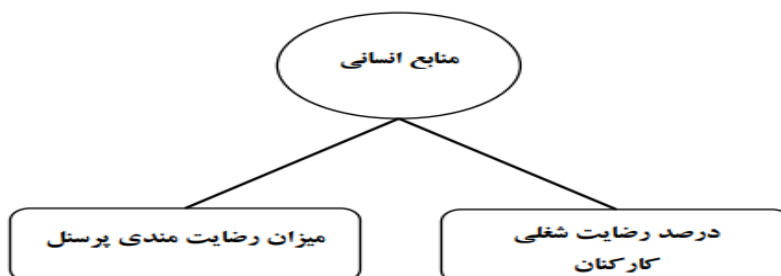 منابع انسانی
درصد رضایت شغلی
کارکنان
میزان رضایت مندی پرسنل